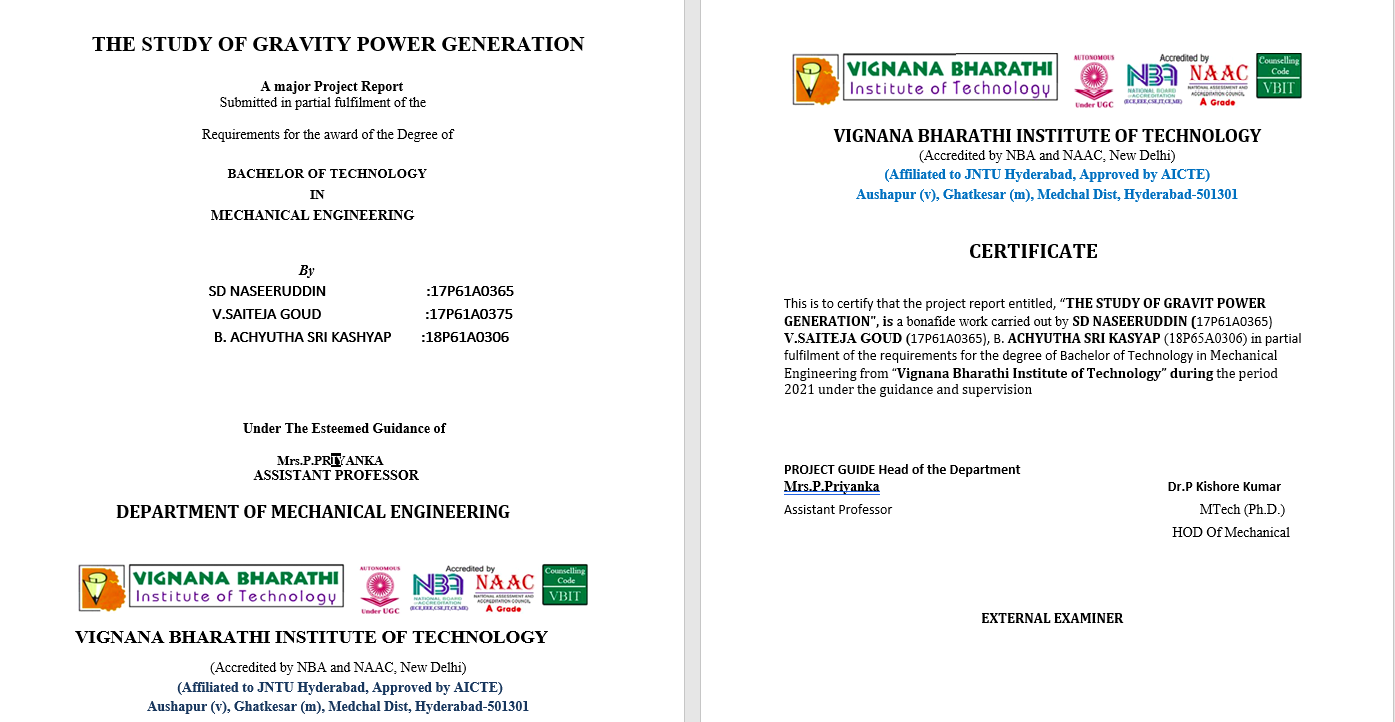 THE STUDY OF GRAVITY POWER GENERATION
A major Project Report
Submitted in partial fulfilment of the
Requirements for the award of the Degree of
BACHELOR OF TECHNOLOGY
IN
MECHANICAL ENGINEERING
By
SD NASEERUDDIN :17P61A0365
V.SAITEJA GOUD :17P61A0375
B. ACHYUTHA SRI KASHYAP :18P61A0306
Under The Esteemed Guidance of
Mrs.P.PRIYANKA
ASSISTANT PROFESSOR
DEPARTMENT OF MECHANICAL ENGINEERING
VIGNANA BHARATHI
Institute of Technology
AUTONOMOUS
Under UGC
Accredited by
NBA
NATIONAL BOARD
of ACCREDITATION
(ECE,EEE,CSE,IT,CE,ME)
NAAC
NATIONAL ASSESSMENT AND
ACCREDITATION COUNCIL
A Grade
Counselling
Code
VBIT
VIGNANA BHARATHI INSTITUTE OF TECHNOLOGY
(Accredited by NBA and NAAC, New Delhi)
(Affiliated to JNTU Hyderabad, Approved by AICTE)
Aushapur (v), Ghatkesar (m), Medchal Dist, Hyderabad-501301
VIGNANA BHARATHI
Institute of Technology
AUTONOMOUS
Under UGC
Accredited by
NBA
NATIONAL BOARD
of ACCREDITATION
(ECE,EEE,CSE,IT,CE,ME)
NAAC
NATIONAL ASSESSMENT AND
ACCREDITATION COUNCIL
A Grade
Counselling
Code
VBIT
VIGNANA BHARATHI INSTITUTE OF TECHNOLOGY
(Accredited by NBA and NAAC, New Delhi)
(Affiliated to JNTU Hyderabad, Approved by AICTE)
Aushapur (v), Ghatkesar (m), Medchal Dist, Hyderabad-501301
CERTIFICATE
This is to certify that the project report entitled, “THE STUDY OF GRAVIT POWER
GENERATION”, is a bonafide work carried out by SD NASEERUDDIN (17P61A0365)
V.SAITEJA GOUD (17P61A0365), B. ACHYUTHA SRI KASYAP (18P65A0306) in partial
fulfilment of the requirements for the degree of Bachelor of Technology in Mechanical
Engineering from “Vignana Bharathi Institute of Technology” during the period
2021 under the guidance and supervision
PROJECT GUIDE Head of the Department
Mrs.P.Priyanka Dr.P Kishore Kumar
Assistant Professor MTech (Ph.D.)
HOD Of Mechanical
EXTERNAL EXAMINER